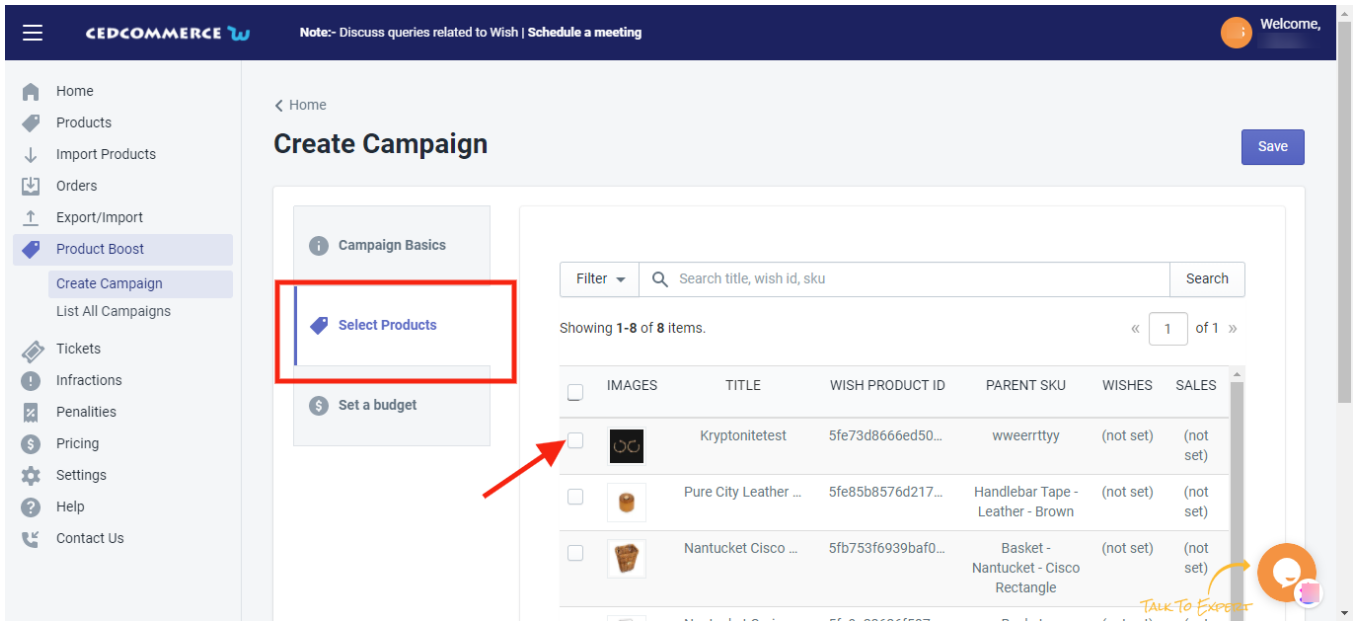 CEDCOMMERCE
Note:- Discuss queries related to Wish | Schedule a meeting
Welcome,
Home
Products
Import Products
Orders
Export/Import
Product Boost
Create Campaign
List All Campaigns
Tickets
Infractions
Penalities
Pricing
Settings
Help
Contact Us
Home
Create Campaign
Save
Campaign Basics
Select Products
Set a budget
Filter
Search title, wish id, sku
Search
Showing 1-8 of 8 items.
« 1 of 1 »
IMAGES TITLE WISH PRODUCT ID PARENT SKU WISHES SALES
Kryptonitetest 5fe73d8666ed50... wweerrttyy (not set) (not
set)
Pure City Leather ... 5fe85b8576d217... Handlebar Tape - (not set) (not
Leather - Brown set)
Nantucket Cisco ... 5fb753f6939baf0... Basket - (not set) (not
Nantucket - Cisco set)
Rectangle
Talk To Expert